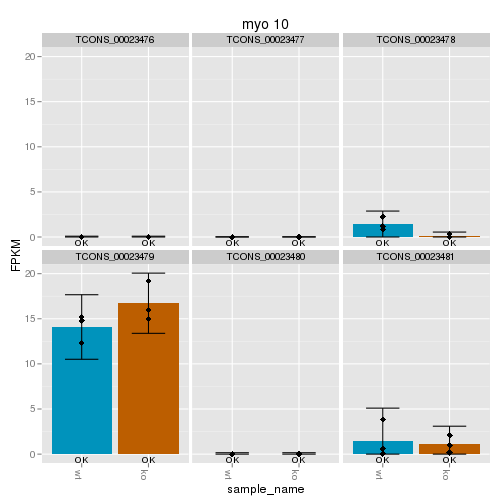 myo 10
TCONS_00023476 TCONS_00023477 TCONS_00023478
20
15
10
5
0
OK OK OK OK OK OK
TCONS_00023479 TCONS_00023480 TCONS_00023481
20
15
10
5
0
OK OK OK OK OK OK
wt ko wt ko wt ko
FPKM
sample_name